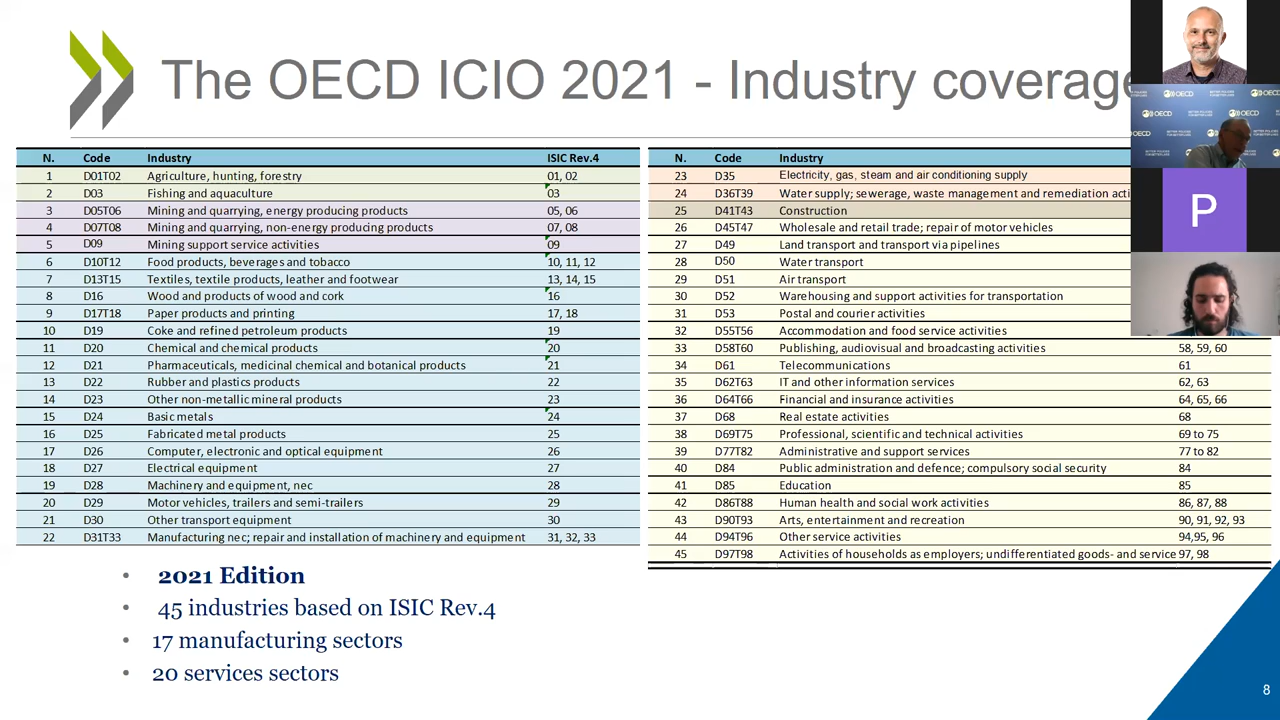 The OECD ICIO 2021 - Industry coverage
N. Code Industry ISIC Rev.4
1 D01T02 Agriculture, hunting, forestry 01, 02
2 D03 Fishing and aquaculture 03
3 D05T06 Mining and quarrying, energy producing products 05, 06
4 D07T08 Mining and quarrying, non-energy producing products 07, 08
5 D09 Mining support service activities 09
6 D10T12 Food products, beverages and tobacco 10, 11, 12
7 D13T15 Textiles, textile products, leather and footwear 13, 14, 15
8 D16 Wood and products of wood and cork 16
9 D17T18 Paper products and printing 17, 18
10 D19 Coke and refined petroleum products 19
11 D20 Chemical and chemical products 20
12 D21 Pharmaceuticals, medicinal chemical and botanical products 21
13 D22 Rubber and plastics products 22
14 D23 Other non-metallic mineral products 23
15 D24 Basic metals 24
16 D25 Fabricated metal products 25
17 D26 Computer, electronic and optical equipment 26
18 D27 Electrical equipment 27
19 D28 Machinery and equipment, nec 28
20 D29 Motor vehicles, trailers and semi-trailers 29
21 D30 Other transport equipment 30
22 D31T33 Manufacturing nec; repair and installation of machinery and equipment 31, 32, 33
N. Code Industry
23 D35 Electricity, gas, steam and air conditioning supply
24 D36T39 Water supply; sewerage, waste management and remediation acti
25 D41T43 Construction
26 D45T47 Wholesale and retail trade; repair of motor vehicles
27 D49 Land transport and transport via pipelines
28 D50 Water transport
29 D51 Air transport
30 D52 Warehousing and support activities for transportation
31 D53 Postal and courier activities
32 D55T56 Accommodation and food service activities
33 D58T60 Publishing, audiovisual and broadcasting activities 58, 59, 60
34 D61 Telecommunications 61
35 D62T63 IT and other information services 62, 63
36 D64T66 Financial and insurance activities 64, 65, 66
37 D68 Real estate activities 68
38 D69T75 Professional, scientific and technical activities 69 to 75
39 D77T82 Administrative and support services 77 to 82
40 D84 Public administration and defence; compulsory social security 84
41 D85 Education 85
42 D86T88 Human health and social work activities 86, 87, 88
43 D90T93 Arts, entertainment and recreation 90, 91, 92, 93
44 D94T96 Other service activities 94,95, 96
45 D97T98 Activities of households as employers; undifferentiated goods- and service 97, 98
• 2021 Edition
• 45 industries based on ISIC Rev.4
• 17 manufacturing sectors
• 20 services sectors
8
OECD
OECD
OECD
OECD
OECD
P